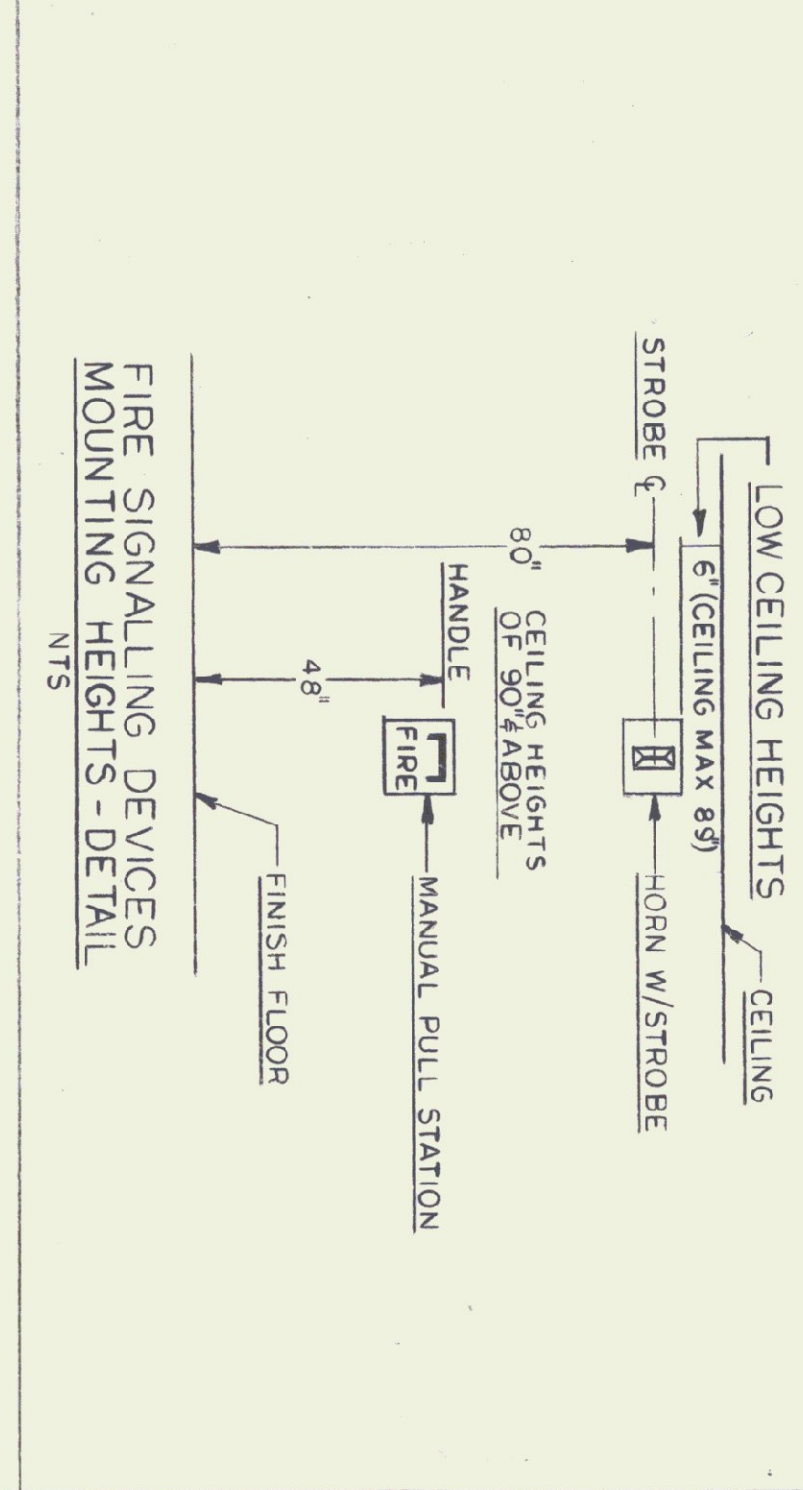 LOW CEILING HEIGHTS
CEILING
6" (CEILING MAX 89")
STROBE ℄
HORN W/STROBE
80"
CEILING HEIGHTS
OF 90" & ABOVE
HANDLE
FIRE
MANUAL PULL STATION
48"
FINISH FLOOR
FIRE SIGNALLING DEVICES
MOUNTING HEIGHTS - DETAIL
NTS